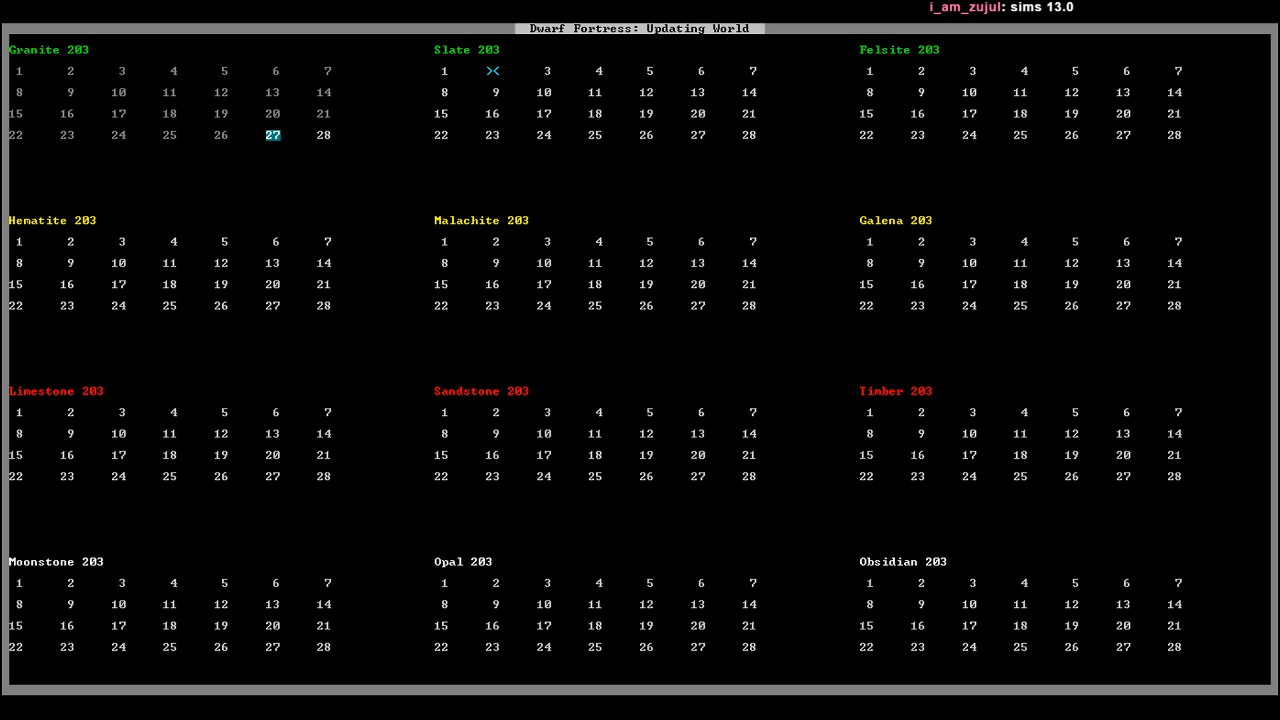 i_am_zujul: sims 13.0
Dwarf Fortress: Updating World
Granite 203 Slate 203 Felsite 203
1 2 3 4 5 6 7 1 >< 3 4 5 6 7 1 2 3 4 5 6 7
8 9 10 11 12 13 14 8 9 10 11 12 13 14 8 9 10 11 12 13 14
15 16 17 18 19 20 21 15 16 17 18 19 20 21 15 16 17 18 19 20 21
22 23 24 25 26 27 28 22 23 24 25 26 27 28 22 23 24 25 26 27 28
Hematite 203 Malachite 203 Galena 203
1 2 3 4 5 6 7 1 2 3 4 5 6 7 1 2 3 4 5 6 7
8 9 10 11 12 13 14 8 9 10 11 12 13 14 8 9 10 11 12 13 14
15 16 17 18 19 20 21 15 16 17 18 19 20 21 15 16 17 18 19 20 21
22 23 24 25 26 27 28 22 23 24 25 26 27 28 22 23 24 25 26 27 28
Limestone 203 Sandstone 203 Timber 203
1 2 3 4 5 6 7 1 2 3 4 5 6 7 1 2 3 4 5 6 7
8 9 10 11 12 13 14 8 9 10 11 12 13 14 8 9 10 11 12 13 14
15 16 17 18 19 20 21 15 16 17 18 19 20 21 15 16 17 18 19 20 21
22 23 24 25 26 27 28 22 23 24 25 26 27 28 22 23 24 25 26 27 28
Moonstone 203 Opal 203 Obsidian 203
1 2 3 4 5 6 7 1 2 3 4 5 6 7 1 2 3 4 5 6 7
8 9 10 11 12 13 14 8 9 10 11 12 13 14 8 9 10 11 12 13 14
15 16 17 18 19 20 21 15 16 17 18 19 20 21 15 16 17 18 19 20 21
22 23 24 25 26 27 28 22 23 24 25 26 27 28 22 23 24 25 26 27 28